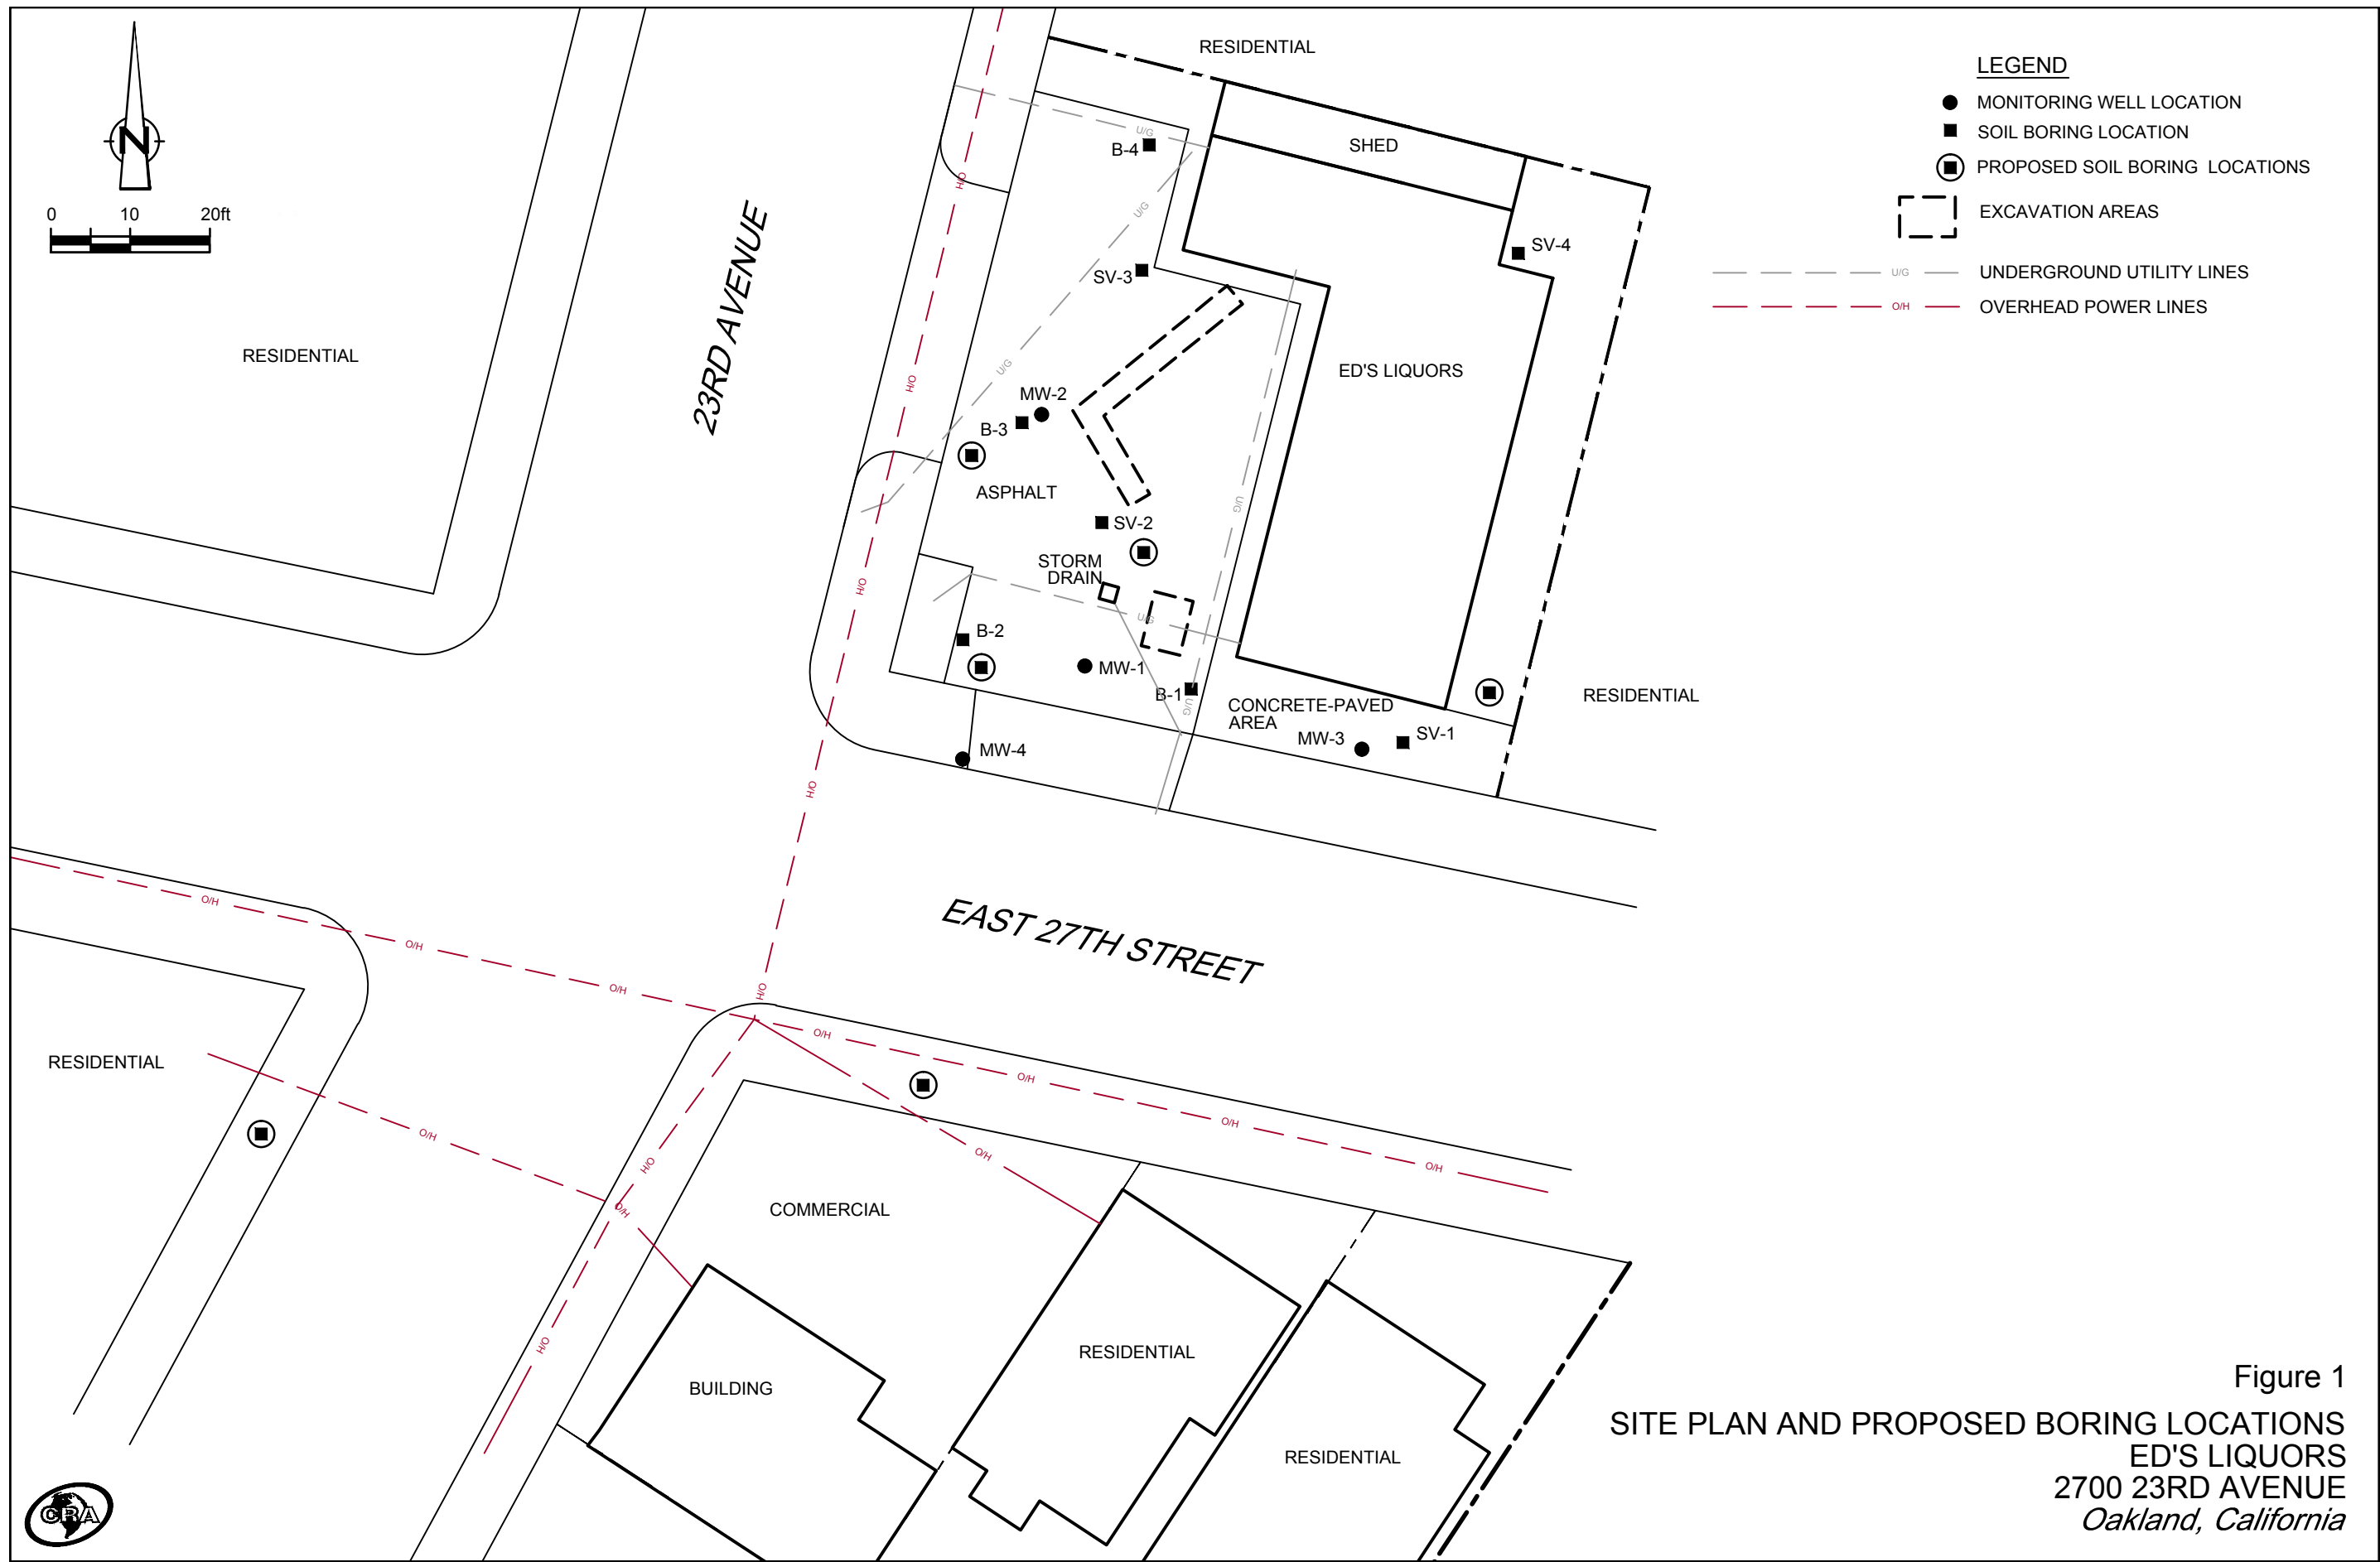 RESIDENTIAL
LEGEND
MONITORING WELL LOCATION
SOIL BORING LOCATION
PROPOSED SOIL BORING LOCATIONS
EXCAVATION AREAS
U/G
UNDERGROUND UTILITY LINES
O/H
OVERHEAD POWER LINES
N
0 10 20ft
RESIDENTIAL
23RD AVENUE
U/G
B-4
SHED
O/H
U/G
SV-4
SV-3
O/H
U/G
ED'S LIQUORS
MW-2
B-3
ASPHALT
U/G
SV-2
STORM
DRAIN
O/H
U/G
B-2
MW-1
B-1
U/G
CONCRETE-PAVED
AREA
RESIDENTIAL
MW-3
SV-1
MW-4
O/H
EAST 27TH STREET
O/H
O/H
O/H
O/H
O/H
O/H
O/H
O/H
RESIDENTIAL
O/H
O/H
O/H
O/H
O/H
COMMERCIAL
BUILDING
RESIDENTIAL
RESIDENTIAL
CRA
Figure 1
SITE PLAN AND PROPOSED BORING LOCATIONS
ED'S LIQUORS
2700 23RD AVENUE
Oakland, California